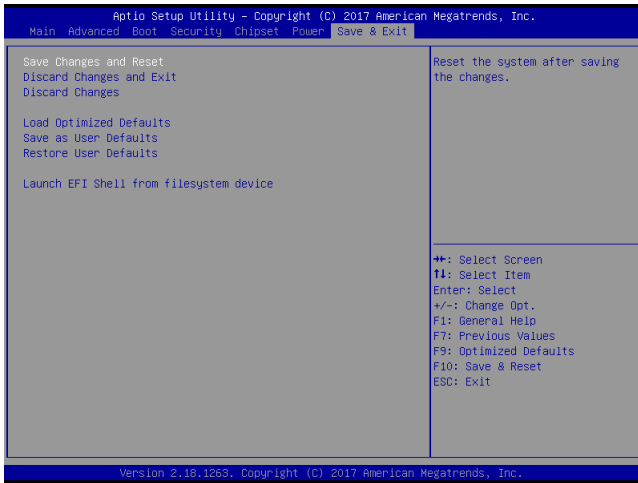 Aptio Setup Utility – Copyright (C) 2017 American Megatrends, Inc.
Main Advanced Boot Security Chipset Power Save & Exit
Save Changes and Reset
Discard Changes and Exit
Discard Changes
Load Optimized Defaults
Save as User Defaults
Restore User Defaults
Launch EFI Shell from filesystem device
Reset the system after saving
the changes.
→←: Select Screen
↑↓: Select Item
Enter: Select
+/-: Change Opt.
F1: General Help
F7: Previous Values
F9: Optimized Defaults
F10: Save & Reset
ESC: Exit
Version 2.18.1263. Copyright (C) 2017 American Megatrends, Inc.